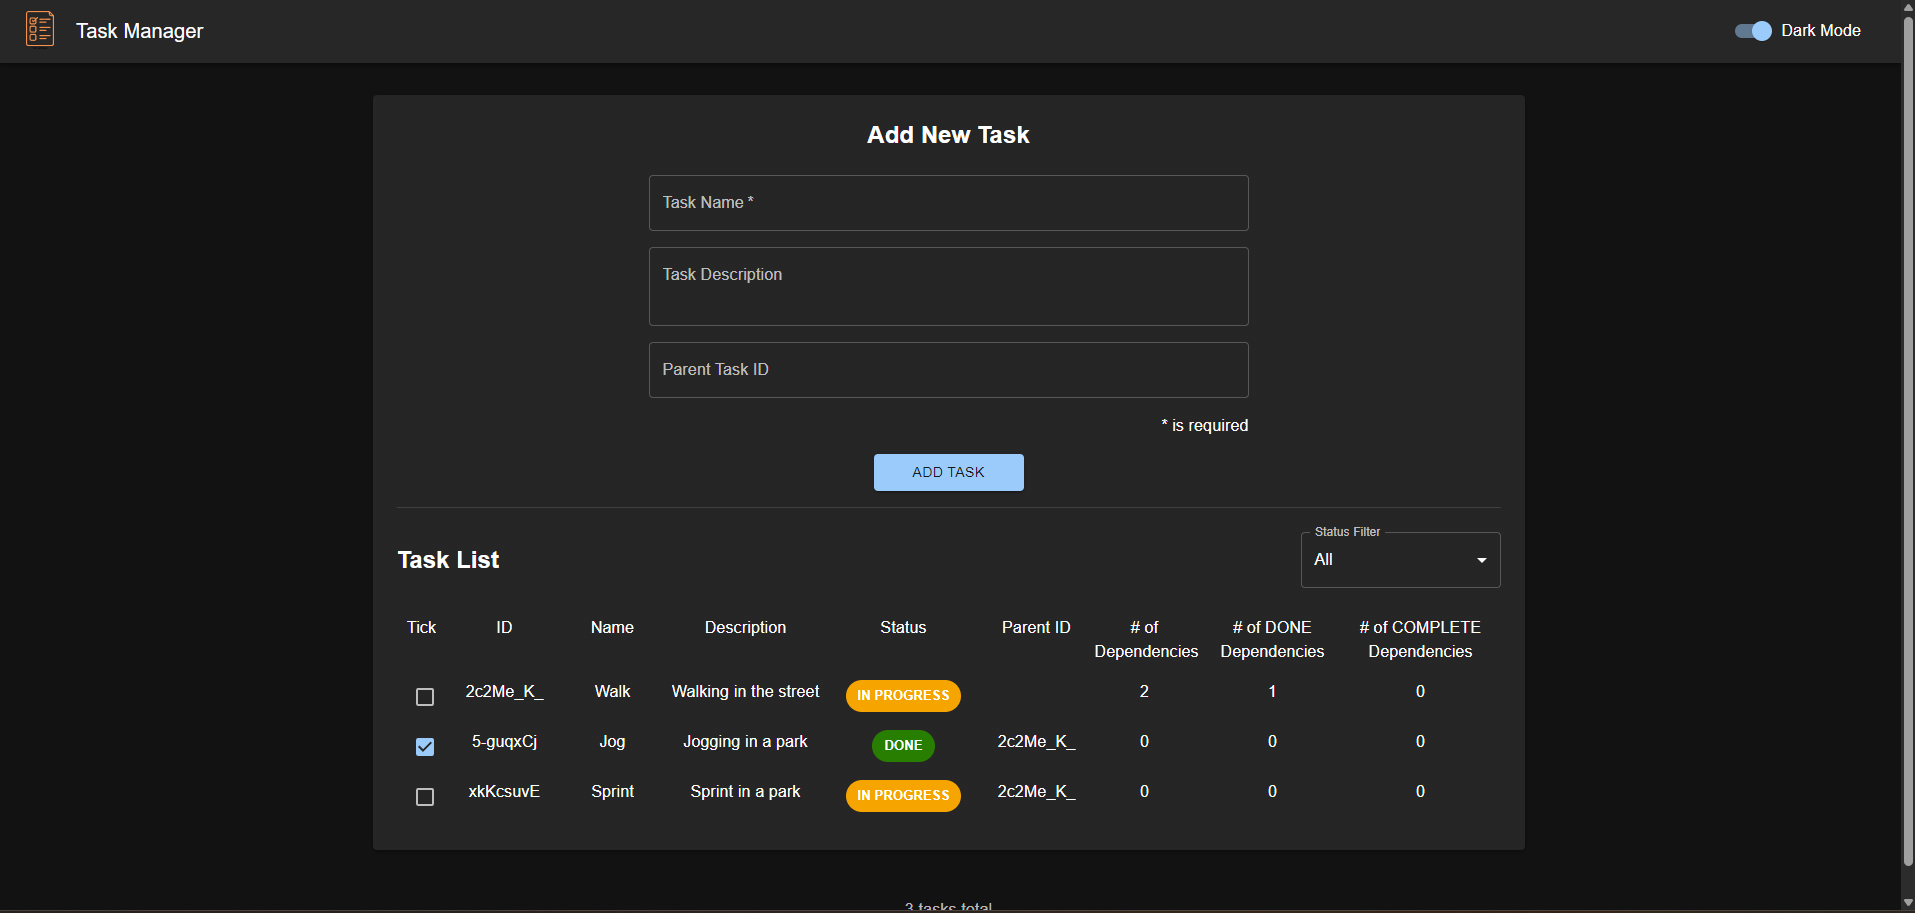 Task Manager
Dark Mode
Add New Task
Task Name *
Task Description
Parent Task ID
* is required
ADD TASK
Status Filter
Task List
All
Tick ID Name Description Status Parent ID # of Dependencies # of DONE Dependencies # of COMPLETE Dependencies
2c2Me_K_ Walk Walking in the street IN PROGRESS 2 1 0
5-guqxCj Jog Jogging in a park DONE 2c2Me_K_ 0 0 0
xkKcsuvE Sprint Sprint in a park IN PROGRESS 2c2Me_K_ 0 0 0
3 tasks total